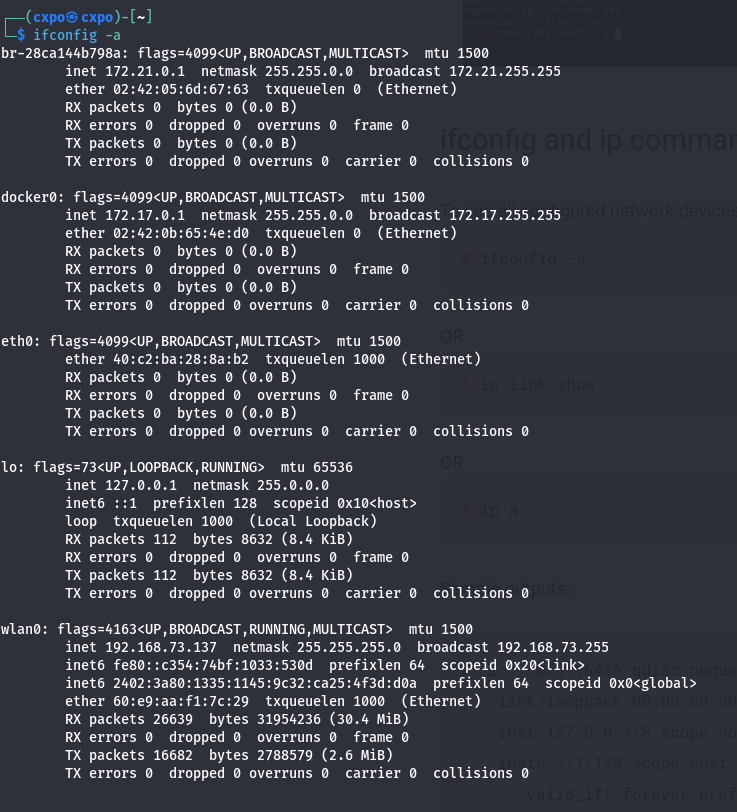 ┌──(cxpo㉿cxpo)-[~]
└─$ ifconfig -a
br-28ca144b798a: flags=4099<UP,BROADCAST,MULTICAST>  mtu 1500
        inet 172.21.0.1  netmask 255.255.0.0  broadcast 172.21.255.255
        ether 02:42:05:6d:67:63  txqueuelen 0  (Ethernet)
        RX packets 0  bytes 0 (0.0 B)
        RX errors 0  dropped 0  overruns 0  frame 0
        TX packets 0  bytes 0 (0.0 B)
        TX errors 0  dropped 0 overruns 0  carrier 0  collisions 0

docker0: flags=4099<UP,BROADCAST,MULTICAST>  mtu 1500
        inet 172.17.0.1  netmask 255.255.0.0  broadcast 172.17.255.255
        ether 02:42:0b:65:4e:d0  txqueuelen 0  (Ethernet)
        RX packets 0  bytes 0 (0.0 B)
        RX errors 0  dropped 0  overruns 0  frame 0
        TX packets 0  bytes 0 (0.0 B)
        TX errors 0  dropped 0 overruns 0  carrier 0  collisions 0

eth0: flags=4099<UP,BROADCAST,MULTICAST>  mtu 1500
        ether 40:c2:ba:28:8a:b2  txqueuelen 1000  (Ethernet)
        RX packets 0  bytes 0 (0.0 B)
        RX errors 0  dropped 0  overruns 0  frame 0
        TX packets 0  bytes 0 (0.0 B)
        TX errors 0  dropped 0 overruns 0  carrier 0  collisions 0

lo: flags=73<UP,LOOPBACK,RUNNING>  mtu 65536
        inet 127.0.0.1  netmask 255.0.0.0
        inet6 ::1  prefixlen 128  scopeid 0x10<host>
        loop  txqueuelen 1000  (Local Loopback)
        RX packets 112  bytes 8632 (8.4 KiB)
        RX errors 0  dropped 0  overruns 0  frame 0
        TX packets 112  bytes 8632 (8.4 KiB)
        TX errors 0  dropped 0 overruns 0  carrier 0  collisions 0

wlan0: flags=4163<UP,BROADCAST,RUNNING,MULTICAST>  mtu 1500
        inet 192.168.73.137  netmask 255.255.255.0  broadcast 192.168.73.255
        inet6 fe80::c354:74bf:1033:530d  prefixlen 64  scopeid 0x20<link>
        inet6 2402:3a80:1335:1145:9c32:ca25:4f3d:d0a  prefixlen 64  scopeid 0x0<global>
        ether 60:e9:aa:f1:7c:29  txqueuelen 1000  (Ethernet)
        RX packets 26639  bytes 31954236 (30.4 MiB)
        RX errors 0  dropped 0  overruns 0  frame 0
        TX packets 16682  bytes 2788579 (2.6 MiB)
        TX errors 0  dropped 0 overruns 0  carrier 0  collisions 0

ifconfig and ip comman
configured network devices
# ifconfig -a
OR
# ip link show
OR
# ip a
outputs:
link/loopback 00:00:00:00
inet 127.0.0.1/8 scope ho
inet6 ::1/128 scope host
valid_lft forever pref